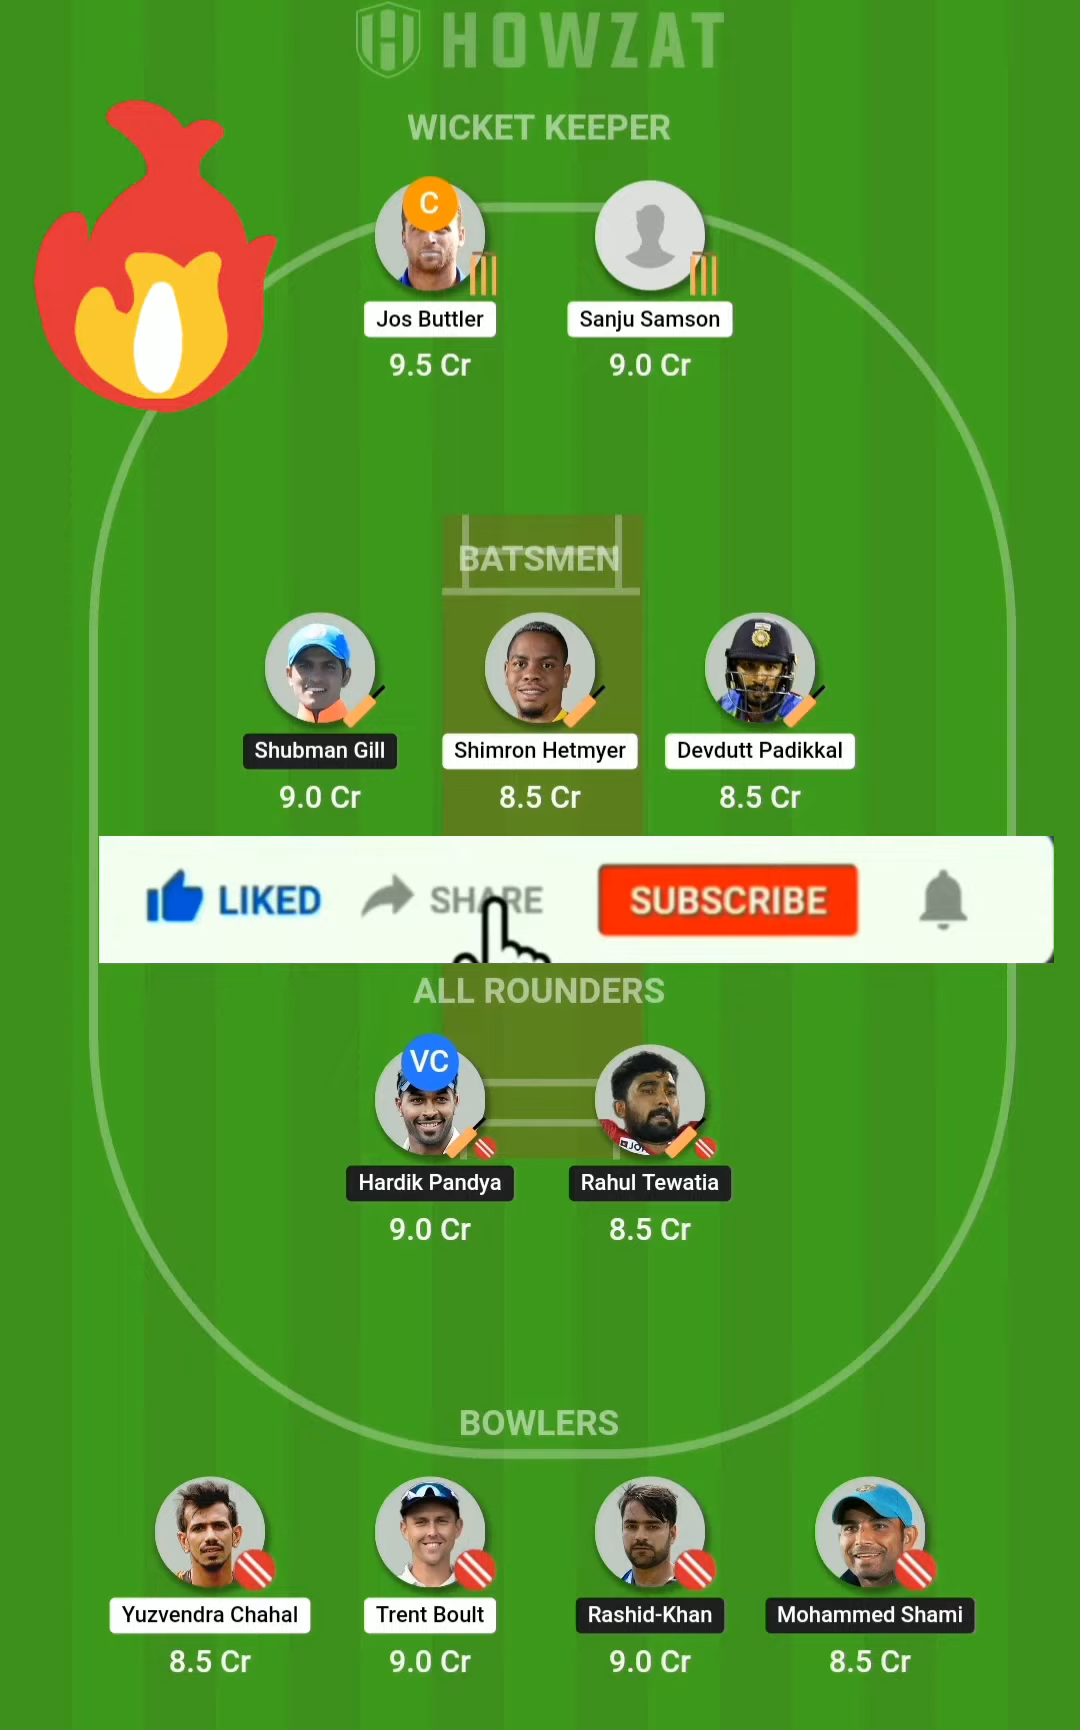 HOWZAT
WICKET KEEPER
C
Jos Buttler
Sanju Samson
9.5 Cr
9.0 Cr
BATSMEN
Shubman Gill
Shimron Hetmyer
Devdutt Padikkal
9.0 Cr
8.5 Cr
8.5 Cr
LIKED
SHARE
SUBSCRIBE
ALL ROUNDERS
VC
Hardik Pandya
Rahul Tewatia
9.0 Cr
8.5 Cr
BOWLERS
Yuzvendra Chahal
Trent Boult
Rashid-Khan
Mohammed Shami
8.5 Cr
9.0 Cr
9.0 Cr
8.5 Cr